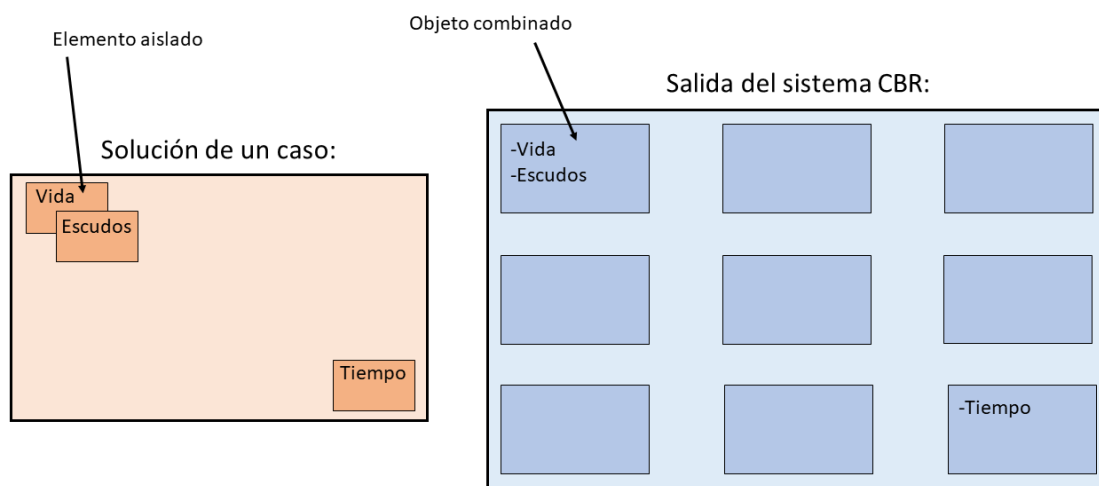 Elemento aislado
Objeto combinado
Solución de un caso:
Vida
Escudos
Tiempo
Salida del sistema CBR:
-Vida
-Escudos
-Tiempo